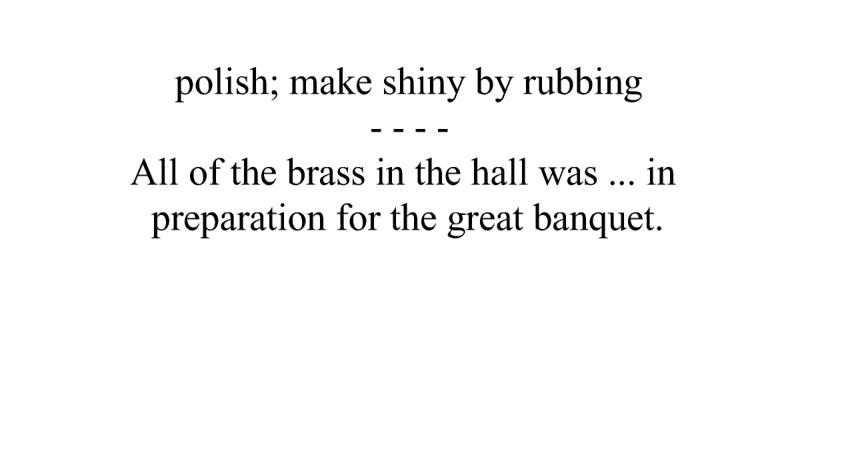 polish; make shiny by rubbing
- - - -
All of the brass in the hall was ... in
preparation for the great banquet.